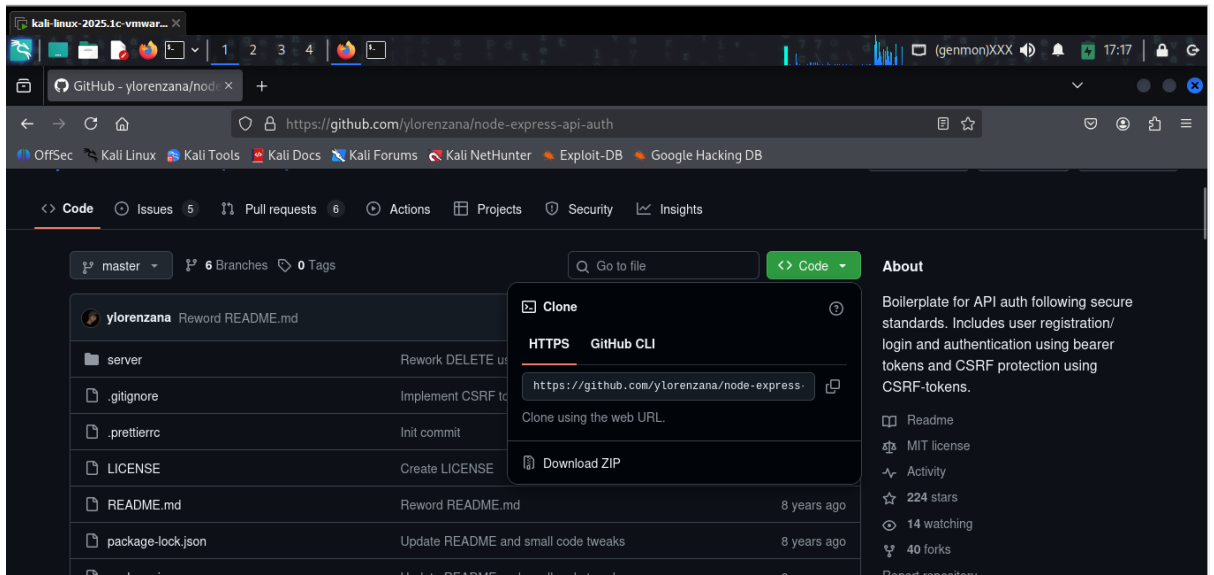 kali-linux-2025.1c-vmwar...
1 2 3 4 (genmon)XXX 17:17
GitHub - ylorenzana/node
https://github.com/ylorenzana/node-express-api-auth
OffSec Kali Linux Kali Tools Kali Docs Kali Forums Kali NetHunter Exploit-DB Google Hacking DB
Code Issues 5 Pull requests 6 Actions Projects Security Insights
master 6 Branches 0 Tags Go to file Code
ylorenzana Reword README.md
server Rework DELETE us
.gitignore Implement CSRF to
.prettierrc Init commit
LICENSE Create LICENSE
README.md Reword README.md 8 years ago
package-lock.json Update README and small code tweaks 8 years ago
Clone
HTTPS GitHub CLI
https://github.com/ylorenzana/node-express-
Clone using the web URL.
Download ZIP
About
Boilerplate for API auth following secure
standards. Includes user registration/
login and authentication using bearer
tokens and CSRF protection using
CSRF-tokens.
Readme
MIT license
Activity
224 stars
14 watching
40 forks
Report repository